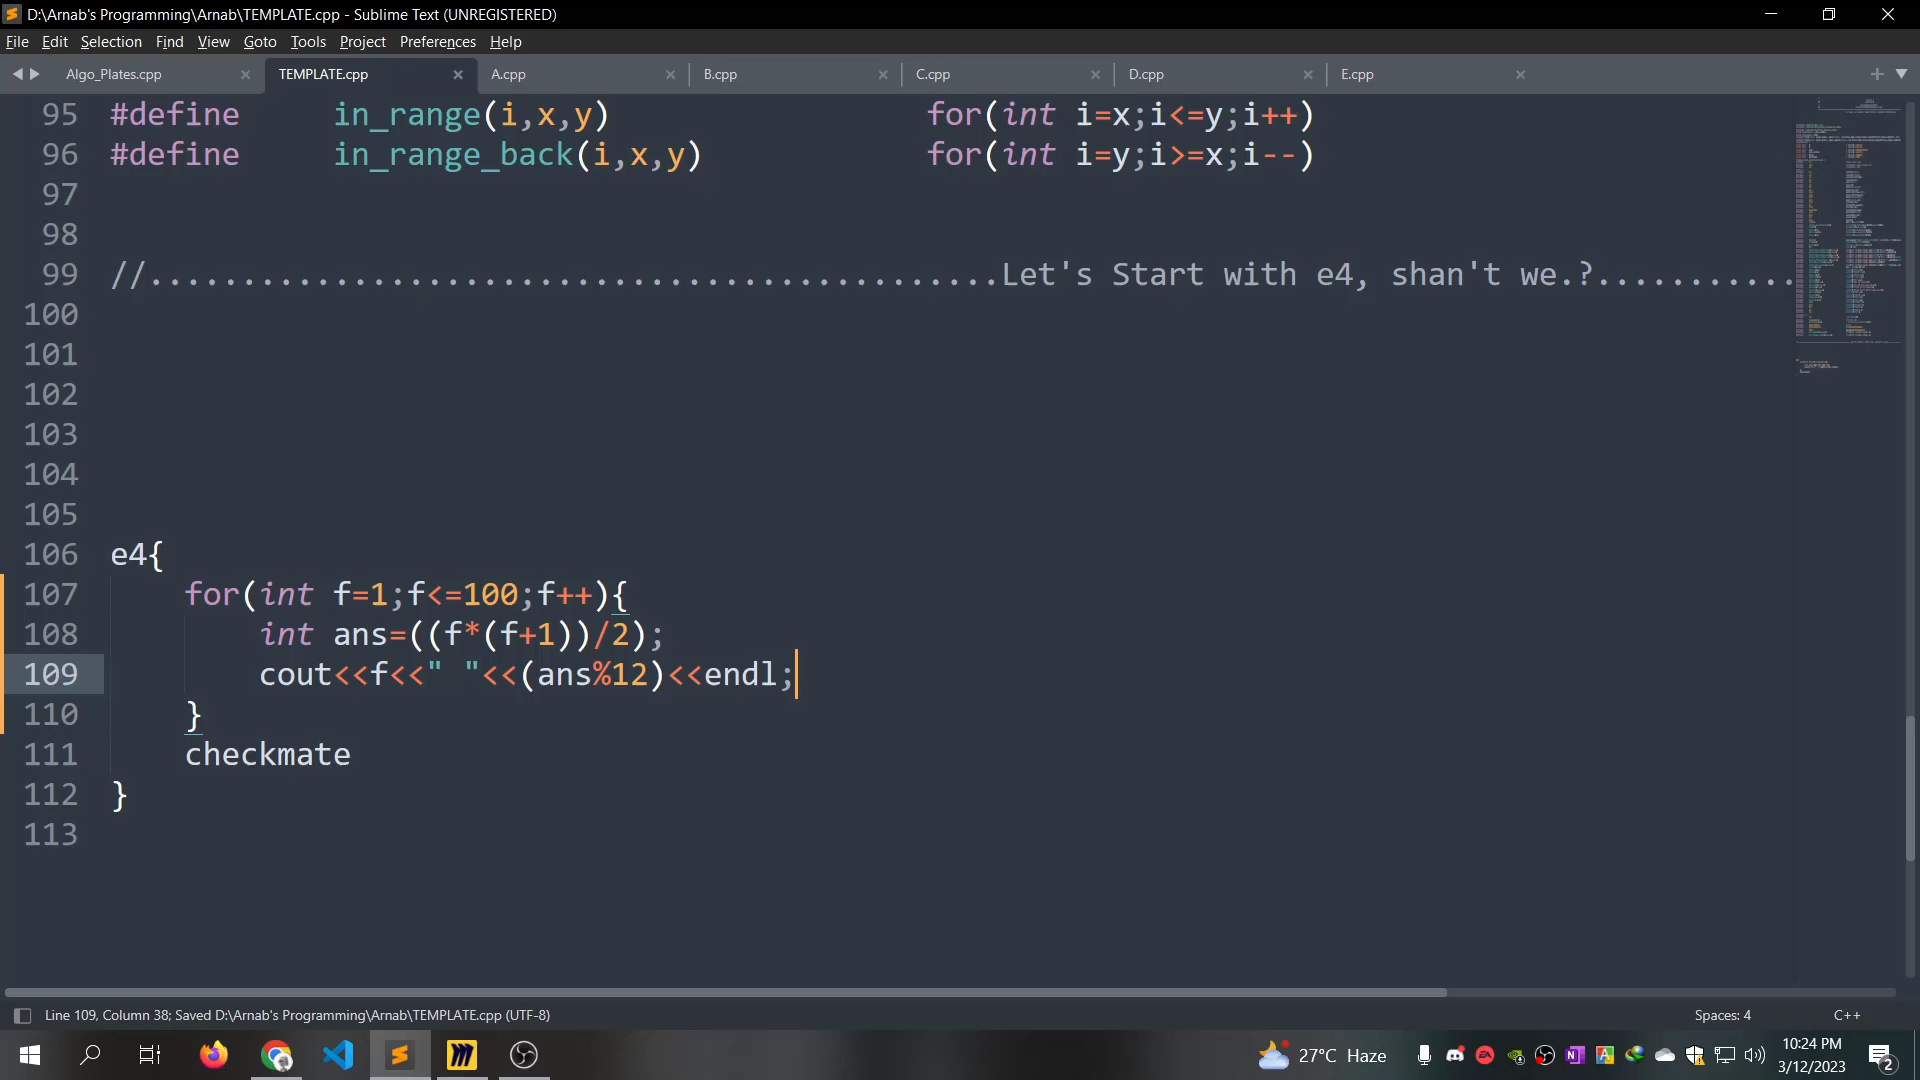 D:\Arnab's Programming\Arnab\TEMPLATE.cpp - Sublime Text (UNREGISTERED)
File Edit Selection Find View Goto Tools Project Preferences Help
Algo_Plates.cpp TEMPLATE.cpp A.cpp B.cpp C.cpp D.cpp E.cpp
95 #define in_range(i,x,y) for(int i=x;i<=y;i++)
96 #define in_range_back(i,x,y) for(int i=y;i>=x;i--)
97
98
99 //..............................................Let's Start with e4, shan't we.?...........
100
101
102
103
104
105
106 e4{
107 for(int f=1;f<=100;f++){
108 int ans=((f*(f+1))/2);
109 cout<<f<<" "<<(ans%12)<<endl;
110 }
111 checkmate
112 }
113
Line 109, Column 38; Saved D:\Arnab's Programming\Arnab\TEMPLATE.cpp (UTF-8) Spaces: 4 C++
27°C Haze 10:24 PM
3/12/2023 2